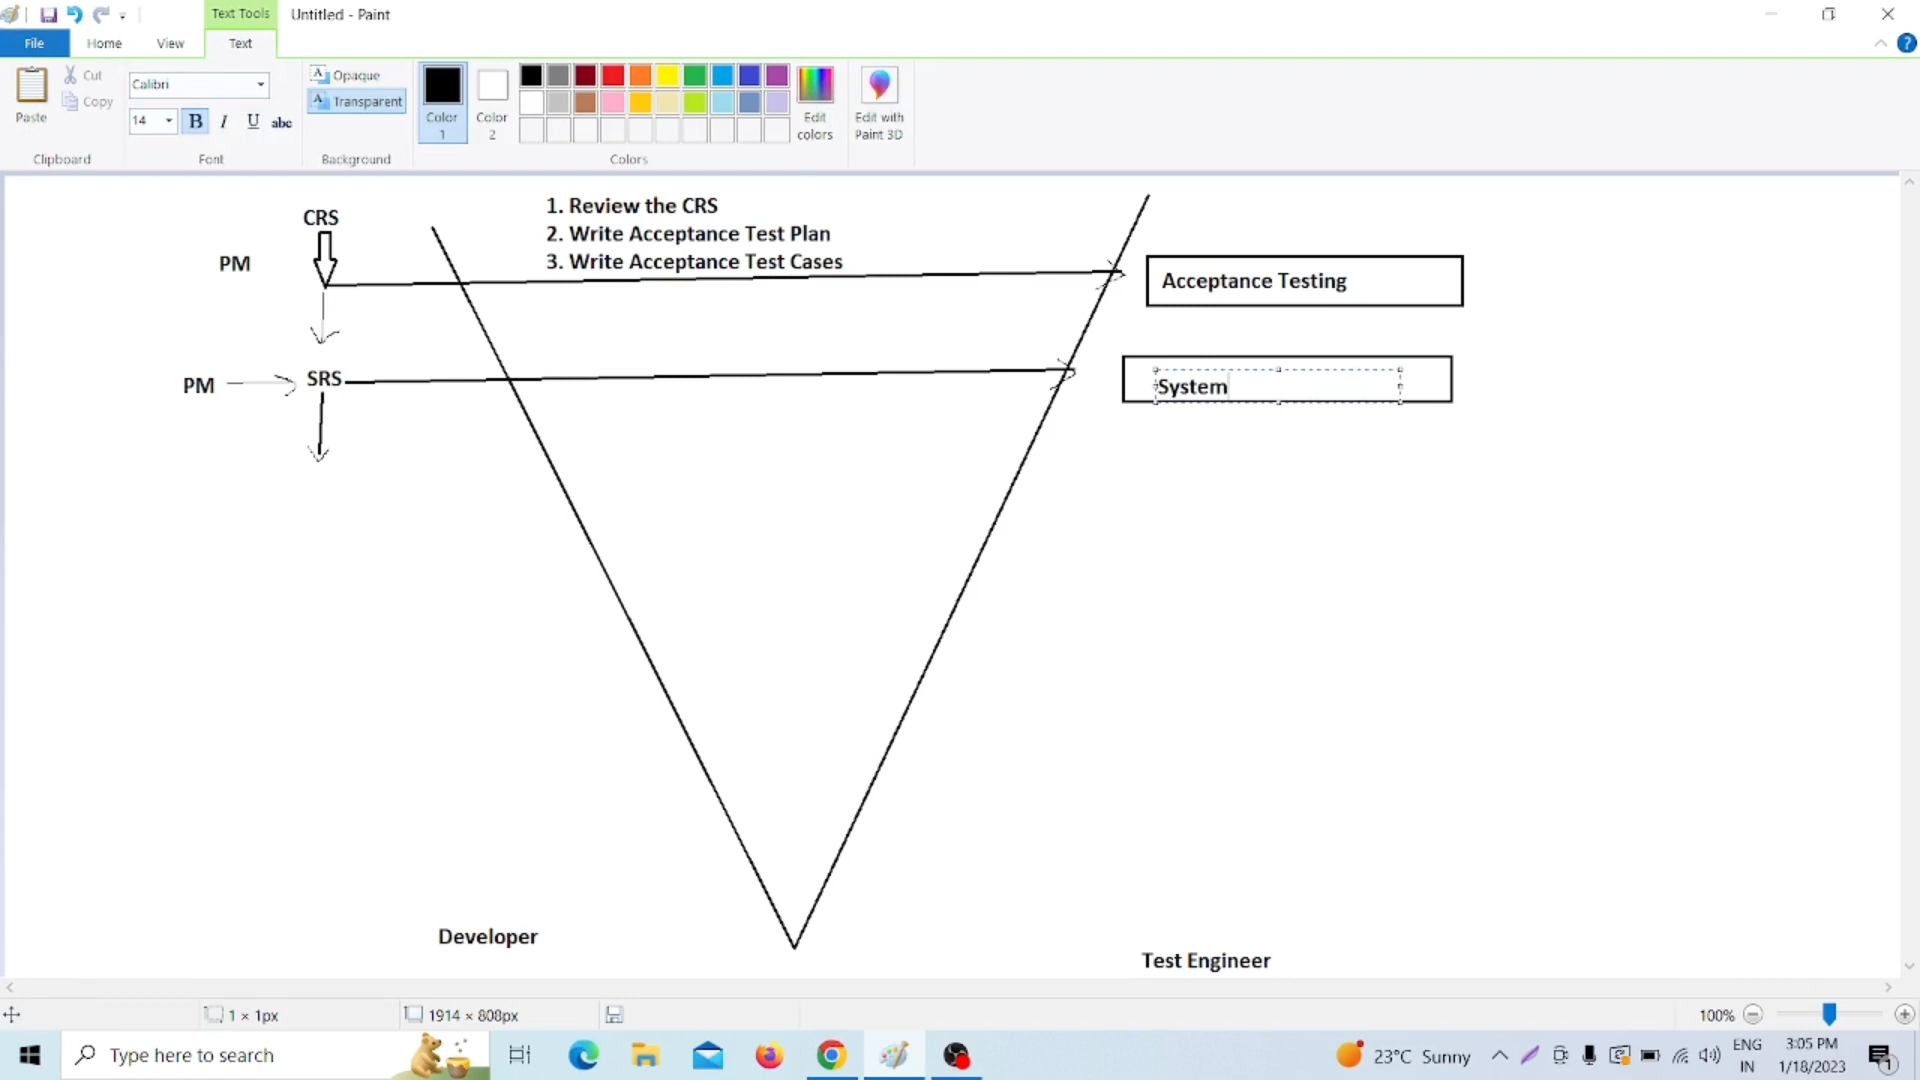 Text Tools
Untitled - Paint
File
Home
View
Text
Paste
Cut
Copy
Clipboard
Calibri
14
B I U abc
Font
Opaque
Transparent
Background
Color 1
Color 2
Edit colors
Colors
Edit with Paint 3D
CRS
PM
1. Review the CRS
2. Write Acceptance Test Plan
3. Write Acceptance Test Cases
Acceptance Testing
PM
SRS
System
Developer
Test Engineer
1 × 1px
1914 × 808px
100%
Type here to search
23°C Sunny
ENG
IN
3:05 PM
1/18/2023
1